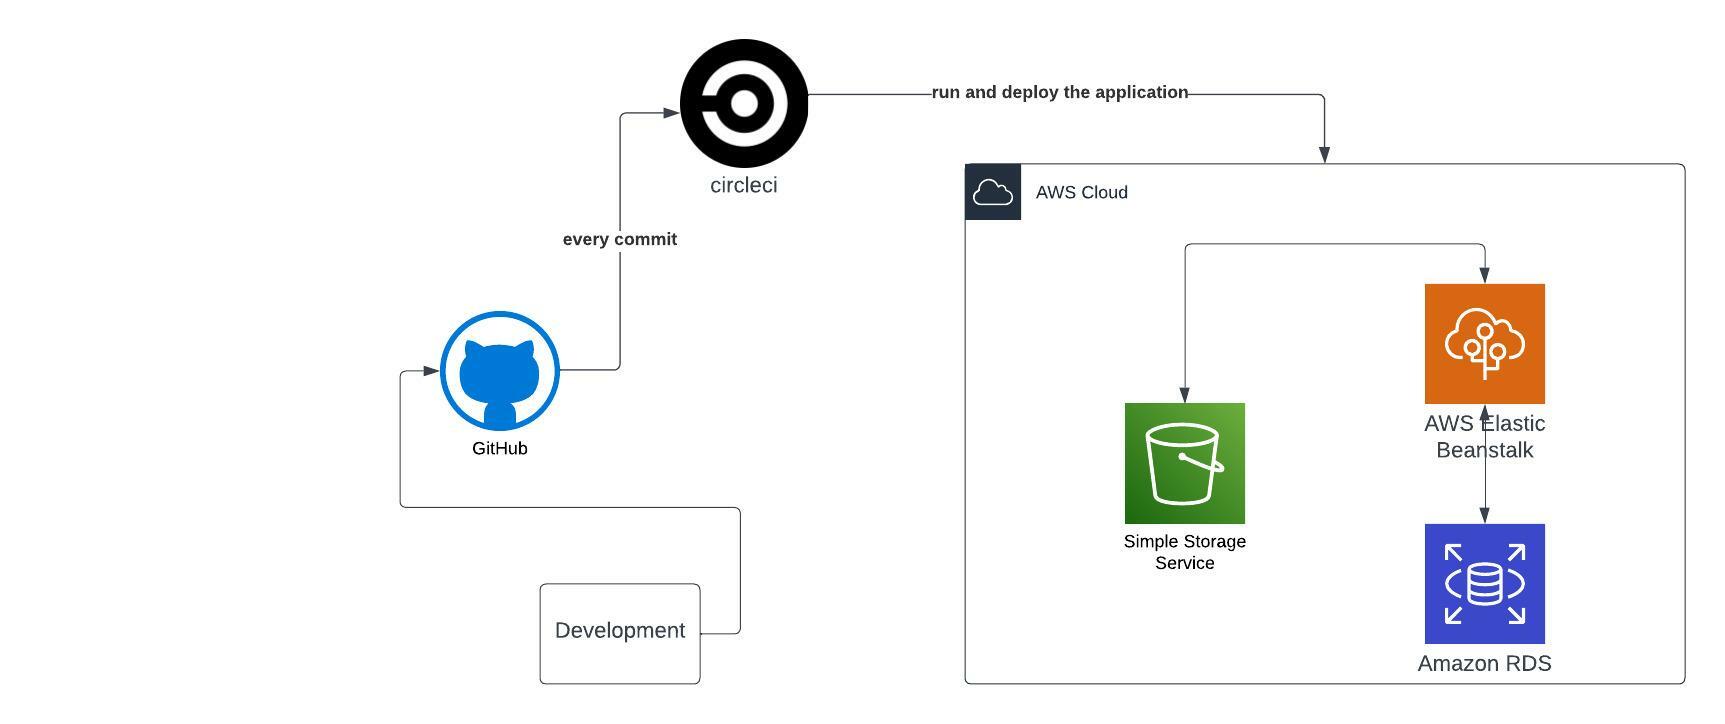 run and deploy the application
circleci
AWS Cloud
every commit
GitHub
AWS Elastic
Beanstalk
Simple Storage
Service
Development
Amazon RDS